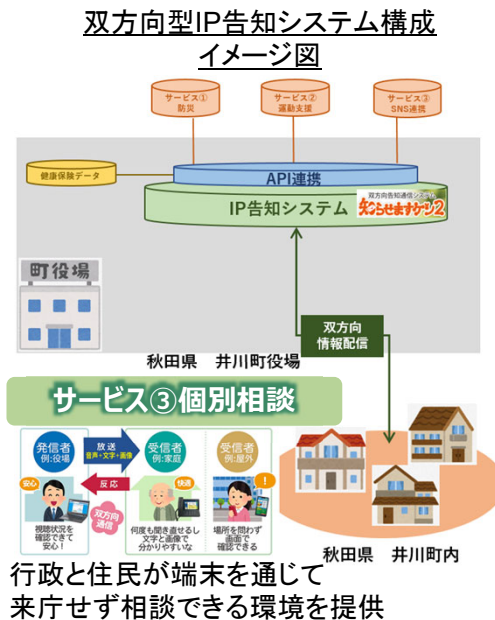 双方向型IP告知システム構成
イメージ図
サービス①
防災
サービス②
運動支援
サービス③
SNS連携
健康保険データ
API連携
IP告知システム
双方向告知通信システム
知らせますケン2
町役場
双方向
情報配信
秋田県　井川町役場
サービス③個別相談
発信者
例:役場
放送
音声+文字+画像
受信者
例:家庭
受信者
例:屋外
反応
安心
快適
！
双方向
通信
視聴状況を
確認できて
安心！
何度も聞き直せるし
文字と画像で
分かりやすいな
場所を問わず
画面で
確認できる
秋田県　井川町内
行政と住民が端末を通じて
来庁せず相談できる環境を提供